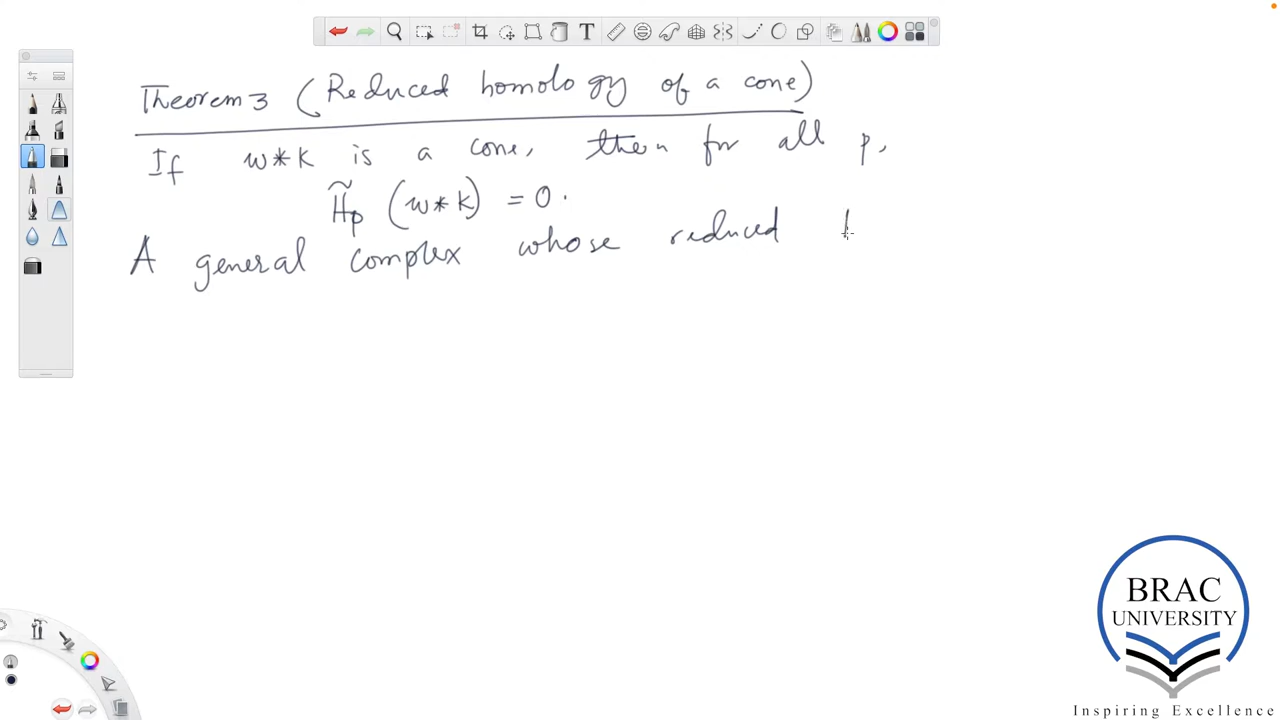 Theorem 3 (Reduced homology of a cone)
If w*K is a cone, then for all p,
H̃p (w*K) = 0.
A general complex whose reduced
BRAC
UNIVERSITY
Inspiring Excellence